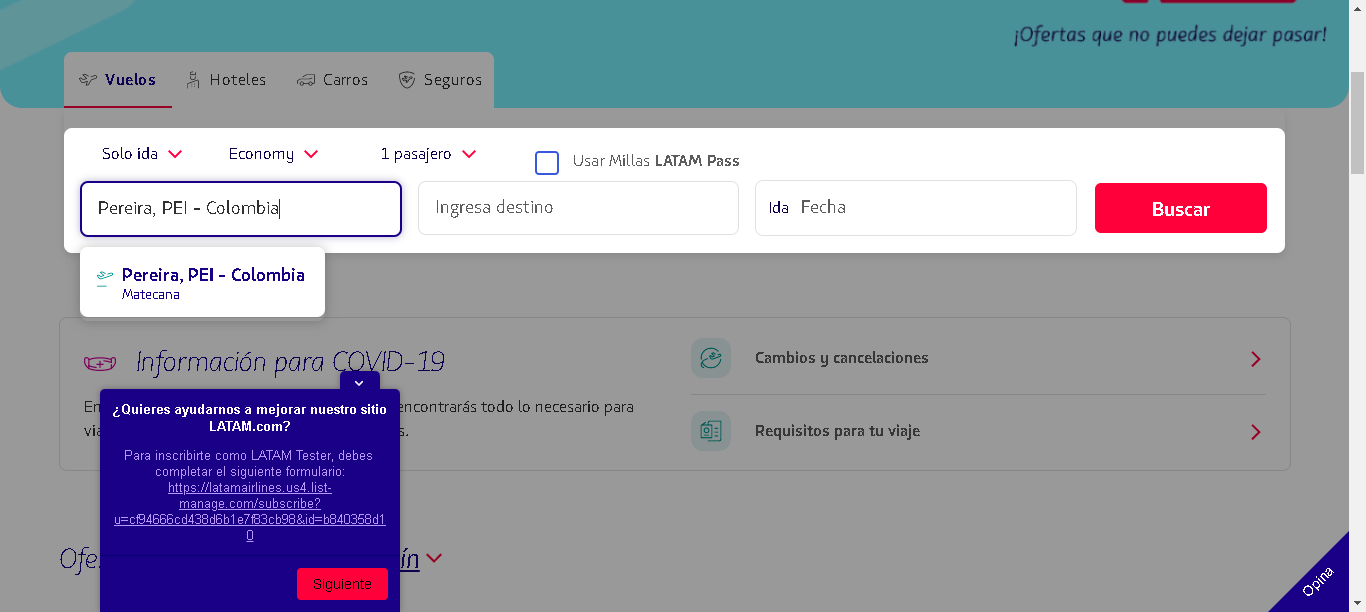 ¡Ofertas que no puedes dejar pasar!
Vuelos
Hoteles
Carros
Seguros
Solo ida
Economy
1 pasajero
Usar Millas LATAM Pass
Pereira, PEI - Colombia
Ingresa destino
Ida Fecha
Buscar
Pereira, PEI - Colombia
Matecana
Información para COVID-19
En
encontrarás todo lo necesario para
via
s.
Cambios y cancelaciones
Requisitos para tu viaje
¿Quieres ayudarnos a mejorar nuestro sitio
LATAM.com?
Para inscribirte como LATAM Tester, debes
completar el siguiente formulario:
https://latamairlines.us4.list-
manage.com/subscribe?
u=cf94666cd438d6b1e7f83cb98&id=b840358d1
0
Siguiente
Ofe
ín
Opina